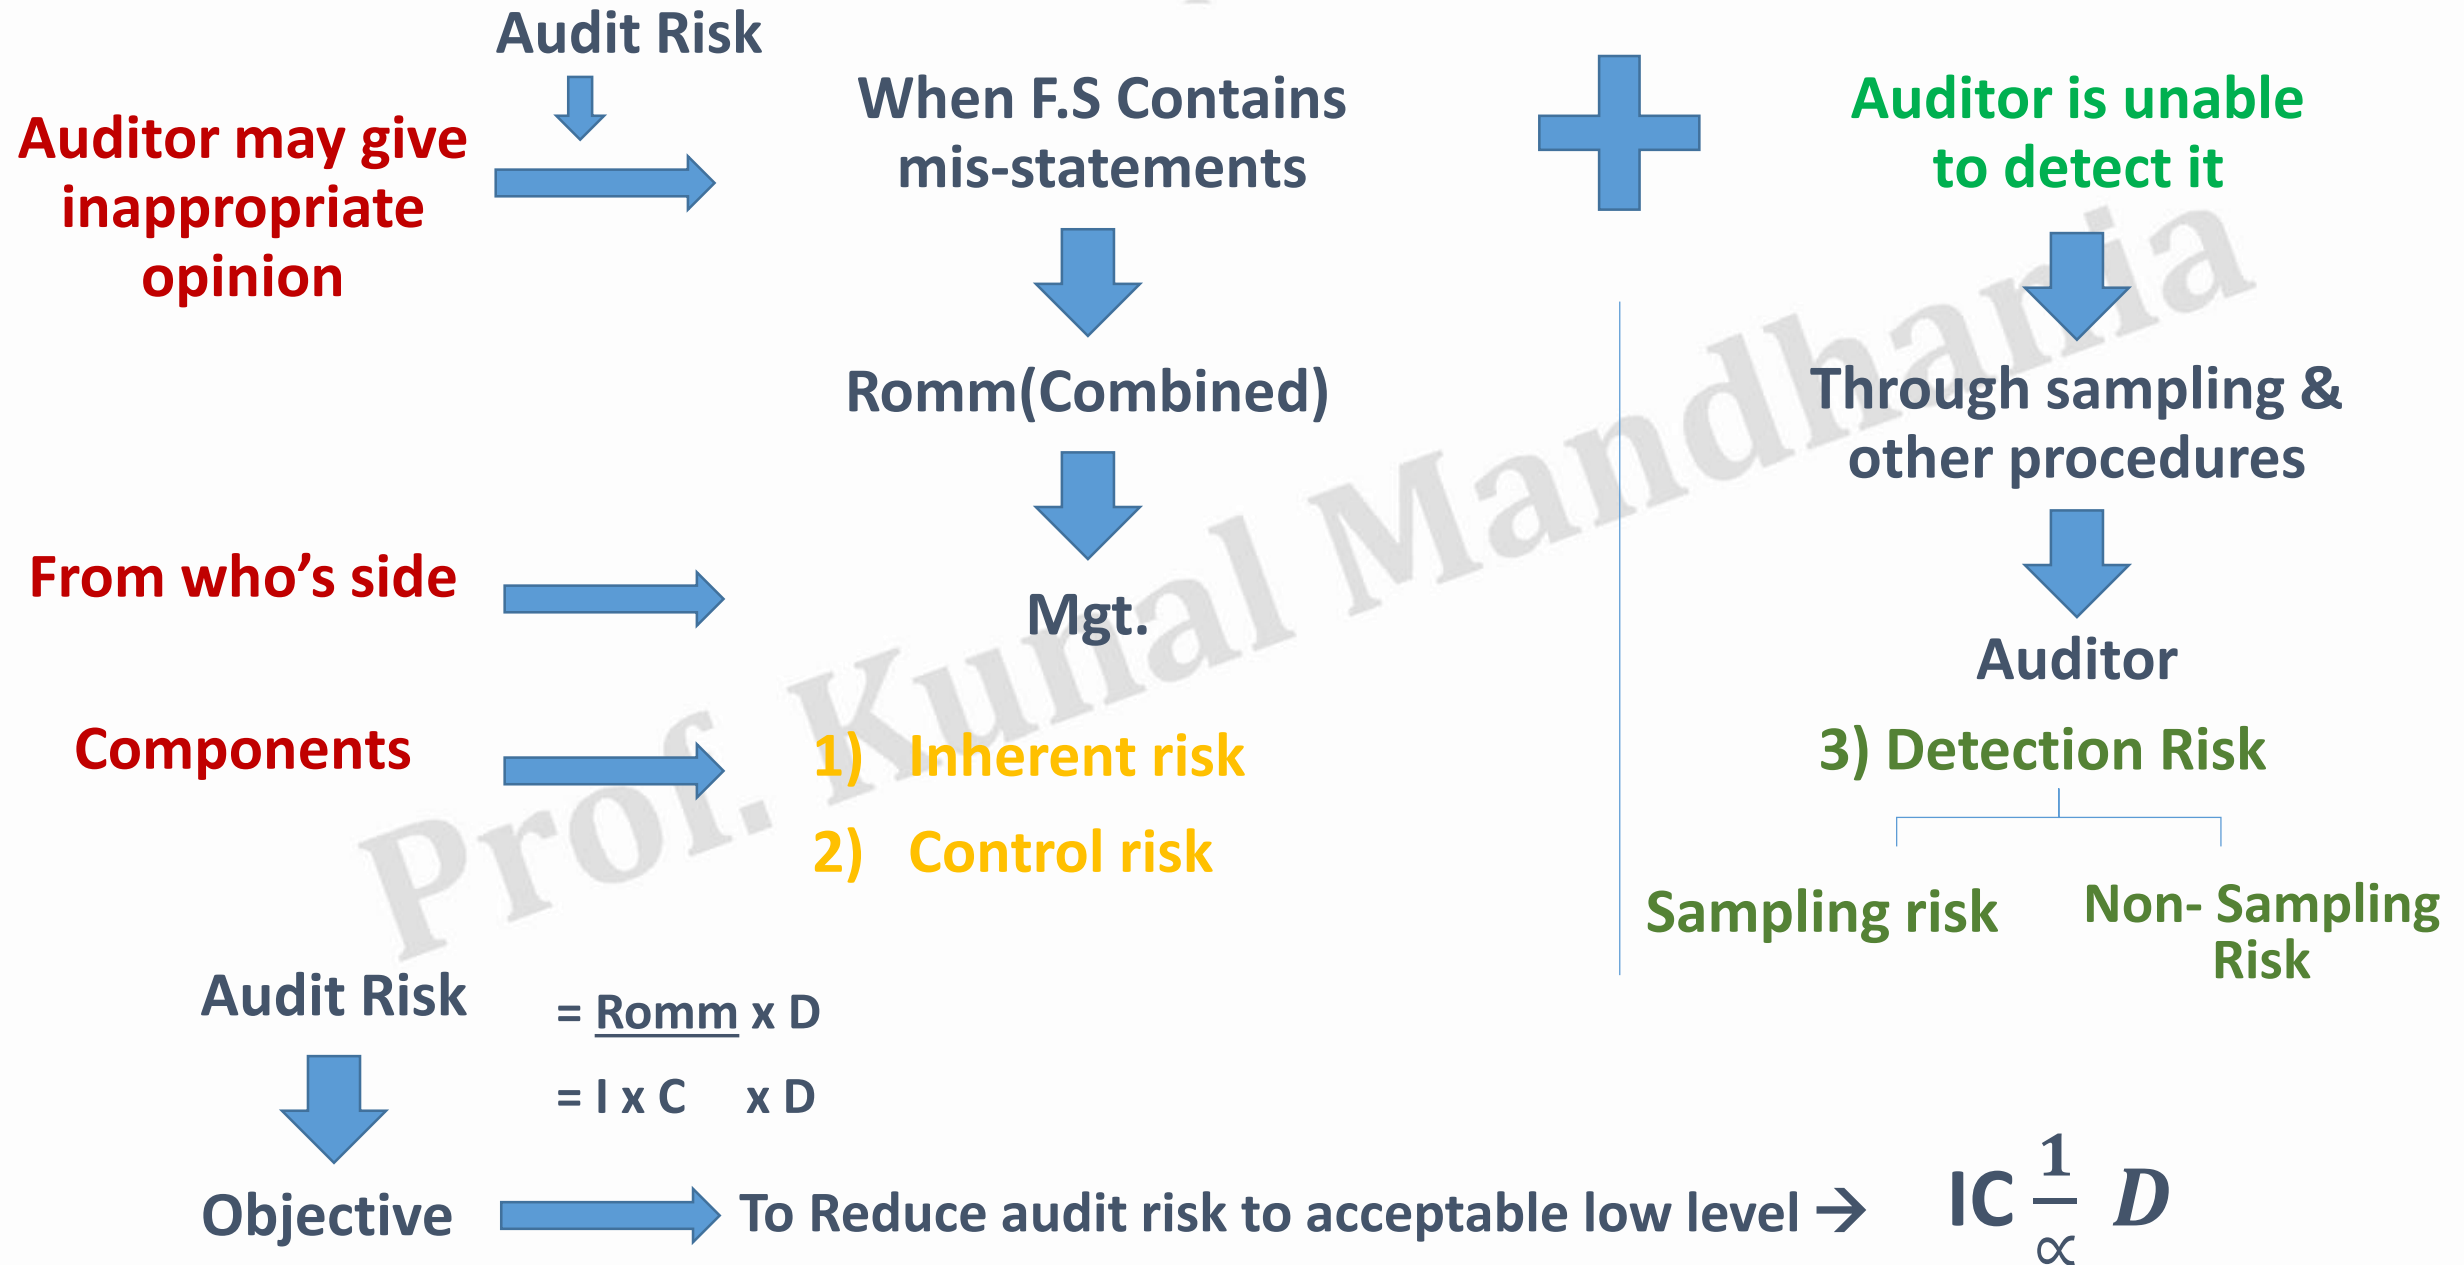 Audit Risk
Auditor may give
inappropriate
opinion
When F.S Contains
mis-statements
Auditor is unable
to detect it
Romm(Combined)
Through sampling &
other procedures
From who’s side
Mgt.
Auditor
Components
1) Inherent risk
2) Control risk
3) Detection Risk
Sampling risk
Non- Sampling
Risk
Audit Risk
= Romm x D
= I x C x D
Objective
To Reduce audit risk to acceptable low level →
IC 1/∝ D
Prof. Kunal Mandhania